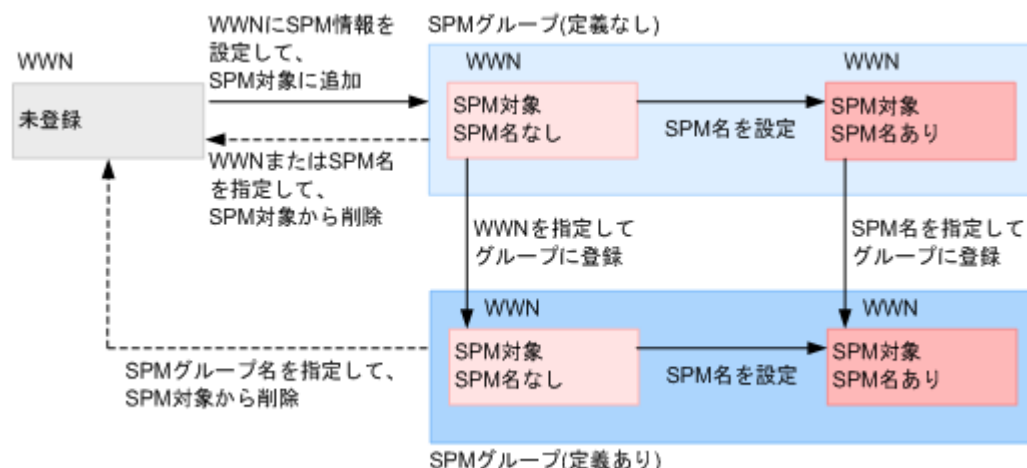 WWNにSPM情報を
設定して、
SPM対象に追加
SPMグループ(定義なし)
WWN
未登録
WWN
SPM対象
SPM名なし
SPM名を設定
WWN
SPM対象
SPM名あり
WWNまたはSPM名
を指定して、
SPM対象から削除
WWNを指定して
グループに登録
SPM名を指定して
グループに登録
SPMグループ名を指定して、
SPM対象から削除
WWN
SPM対象
SPM名なし
SPM名を設定
WWN
SPM対象
SPM名あり
SPMグループ(定義あり)